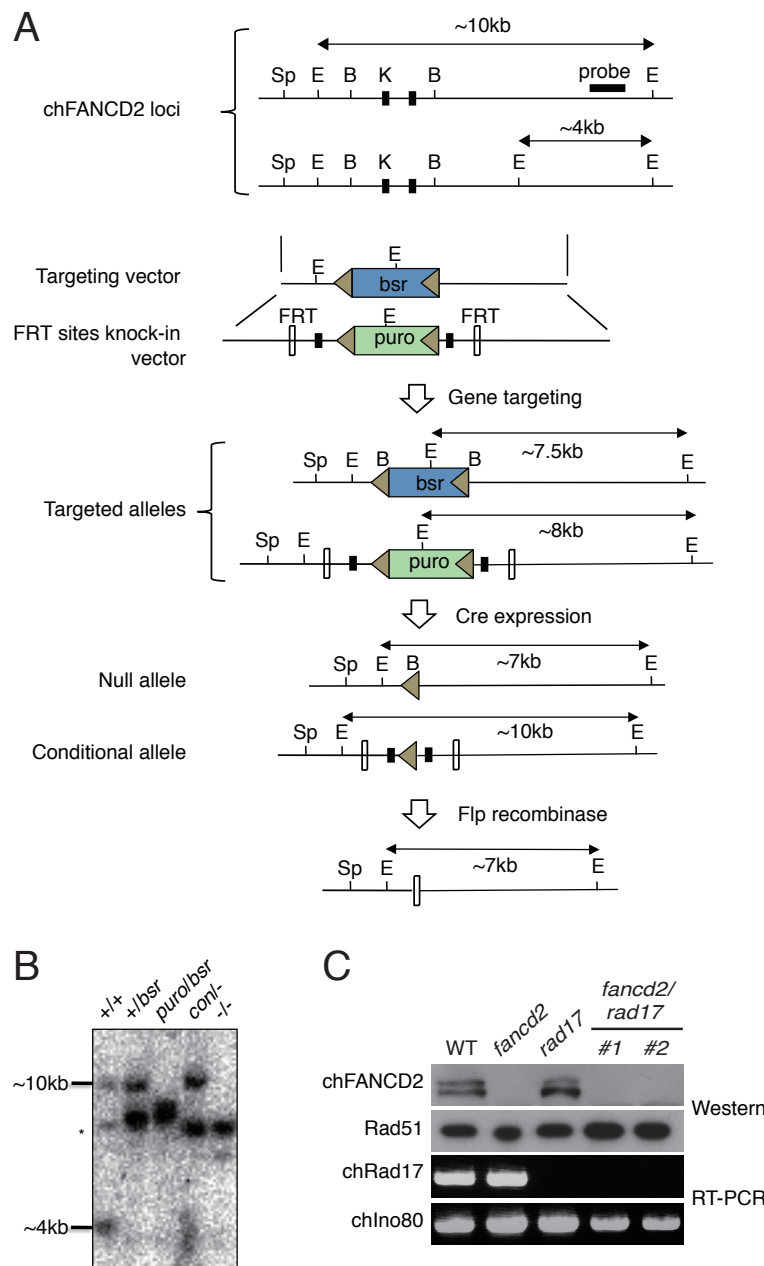 A
~10kb
Sp E B K B probe E
chFANCD2 loci
~4kb
Sp E B K B E E
Targeting vector
E E
bsr
FRT sites knock-in
vector
FRT E FRT
puro
Gene targeting
Targeted alleles
~7.5kb
Sp E B E B E
bsr
~8kb
Sp E E E
puro
Cre expression
Null allele
~7kb
Sp E B E
Conditional allele
~10kb
Sp E E
Flp recombinase
~7kb
Sp E E
B
+/+ +/bsr puro/bsr con/- -/-
~10kb
*
~4kb
C
WT fancd2 rad17 fancd2/
rad17
#1 #2
chFANCD2
Rad51
Western
chRad17
chIno80
RT-PCR